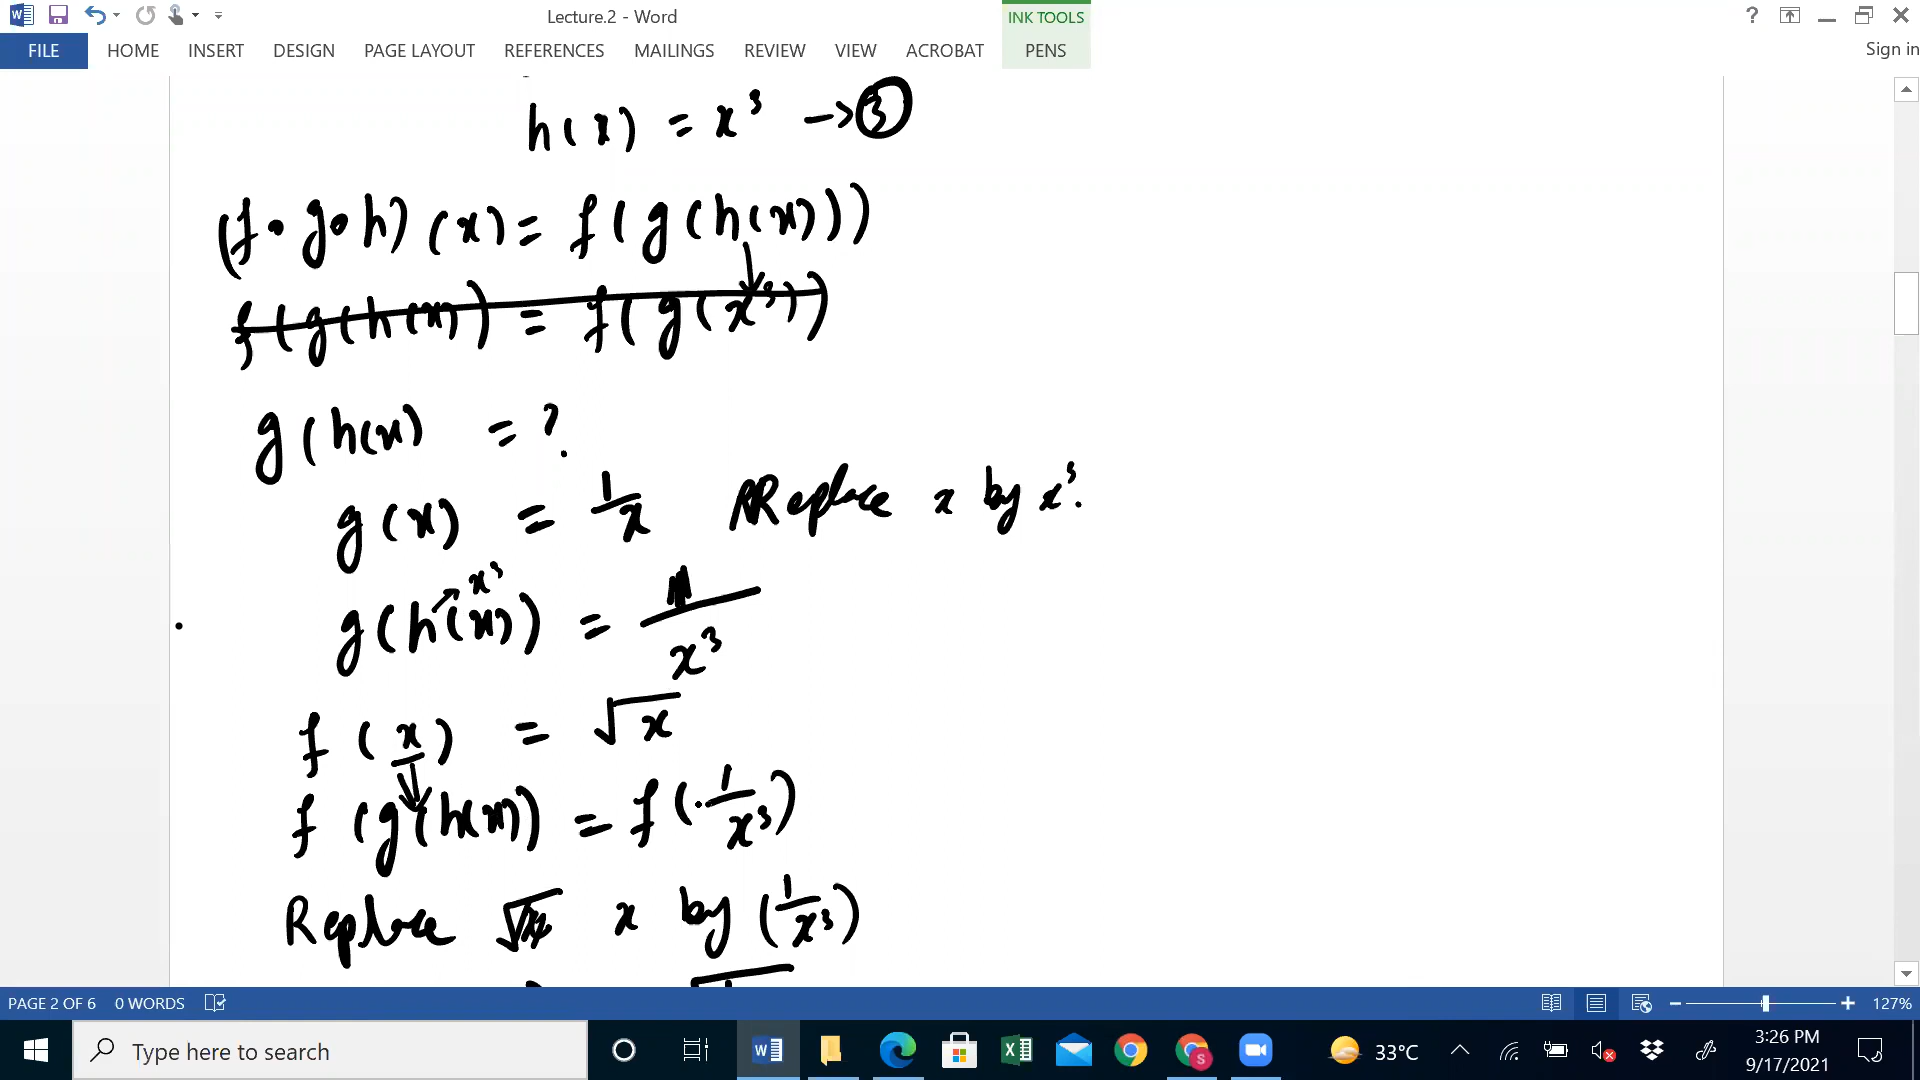 Lecture.2 - Word
INK TOOLS
?
FILE HOME INSERT DESIGN PAGE LAYOUT REFERENCES MAILINGS REVIEW VIEW ACROBAT PENS
Sign in
h(x) = x³ → ③
(f∘g∘h)(x) = f(g(h(x)))
f(g(h(x)) = f(g(x³))
g(h(x) = ?.
g(x) = 1/x Replace x by x³.
x³
g(h(x)) = 1/x³
f(x) = √x
f(g(h(x)) = f(1/x³)
Replace x by (1/x³)
PAGE 2 OF 6 0 WORDS
127%
Type here to search
33°C
3:26 PM
9/17/2021